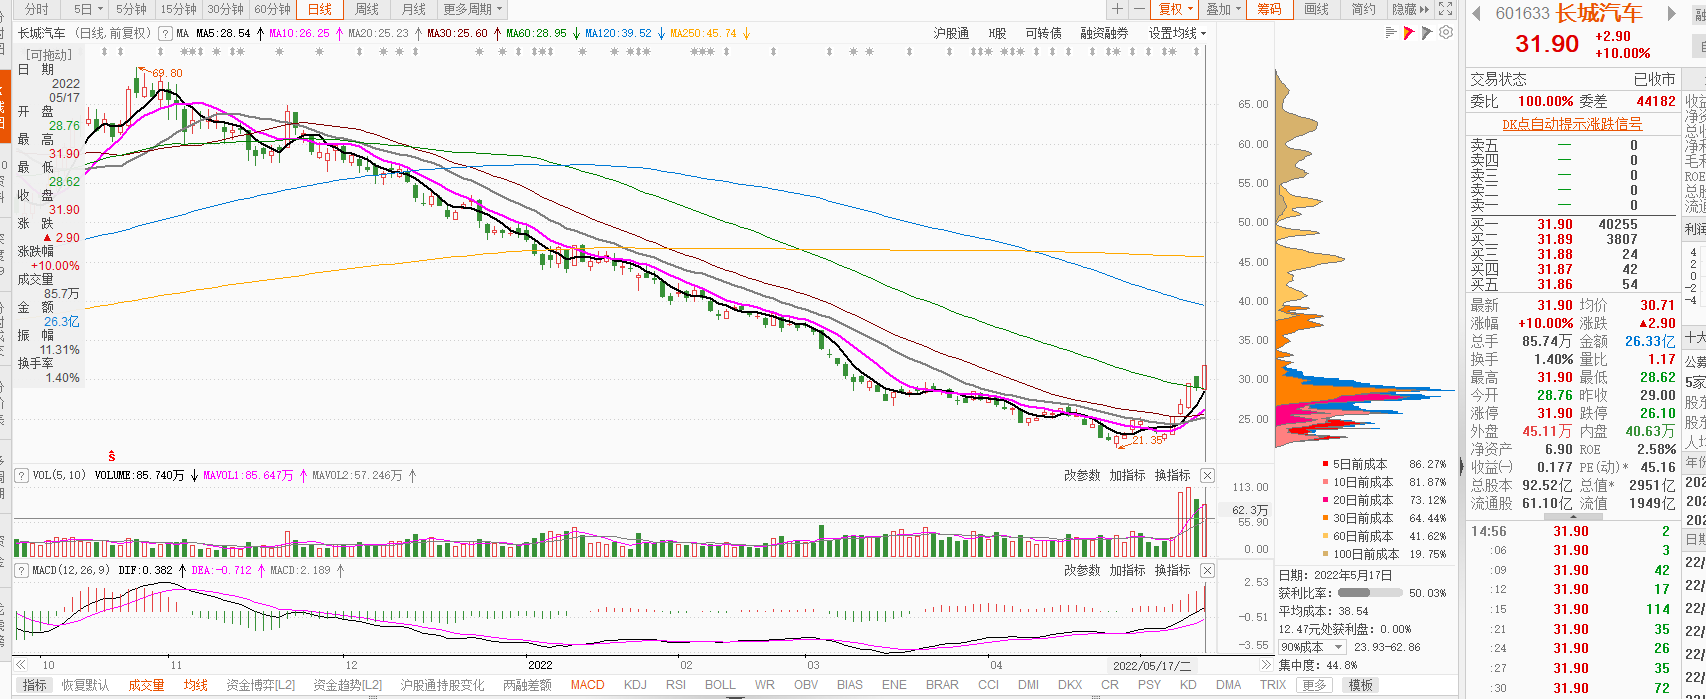 分时 5日 5分钟 15分钟 30分钟 60分钟 日线 周线 月线 更多周期 复权 叠加 筹码 画线 简约 隐藏
长城汽车 (日线,前复权) ? MA MA5:28.54 MA10:26.25 MA20:25.23 MA30:25.60 MA60:28.95 MA120:39.52 MA250:45.74 沪股通 H股 可转债 融资融券 设置均线
[可拖动]
日 期
2022
05/17
开 盘
28.76
最 高
31.90
最 低
28.62
收 盘
31.90
涨 跌
▲2.90
涨跌幅
+10.00%
成交量
85.7万
金 额
26.3亿
振 幅
11.31%
换手率
1.40%
69.80
21.35
65.00
60.00
55.00
50.00
45.00
40.00
35.00
30.00
25.00
? VOL(5,10) VOLUME:85.740万 MAVOL1:85.647万 MAVOL2:57.246万 改参数 加指标 换指标
113.00
62.3万
55.90
0.00
? MACD(12,26,9) DIF:0.382 DEA:-0.712 MACD:2.189 改参数 加指标 换指标
2.53
-0.51
-3.55
10 11 12 2022 02 03 04 2022/05/17/二
指标 恢复默认 成交量 均线 资金博弈[L2] 资金趋势[L2] 沪股通持股变化 两融差额 MACD KDJ RSI BOLL WR OBV BIAS ENE BRAR CCI DMI DKX CR PSY KD DMA TRIX 更多 模板
5日前成本 86.27%
10日前成本 81.87%
20日前成本 73.12%
30日前成本 64.44%
60日前成本 41.62%
100日前成本 19.75%
日期: 2022年5月17日
获利比率: 50.03%
平均成本: 38.54
12.47元处获利盘: 0.00%
90%成本 23.93-62.86
集中度: 44.8%
601633 长城汽车
31.90 +2.90
+10.00%
交易状态 已收市
委比 100.00% 委差 44182
DK点自动提示涨跌信号
卖五 — 0
卖四 — 0
卖三 — 0
卖二 — 0
卖一 — 0
买一 31.90 40255
买二 31.89 3807
买三 31.88 24
买四 31.87 42
买五 31.86 54
最新 31.90 均价 30.71
涨幅 +10.00% 涨跌 ▲2.90
总手 85.74万 金额 26.33亿
换手 1.40% 量比 1.17
最高 31.90 最低 28.62
今开 28.76 昨收 29.00
涨停 31.90 跌停 26.10
外盘 45.11万 内盘 40.63万
净资产 6.90 ROE 2.58%
收益(一) 0.177 PE(动)* 45.16
总股本 92.52亿 总值* 2951亿
流通股 61.10亿 流值 1949亿
14:56 31.90 2
:06 31.90 3
:09 31.90 42
:12 31.90 17
:15 31.90 114
:21 31.90 35
:24 31.90 26
:27 31.90 35
:30 31.90 72